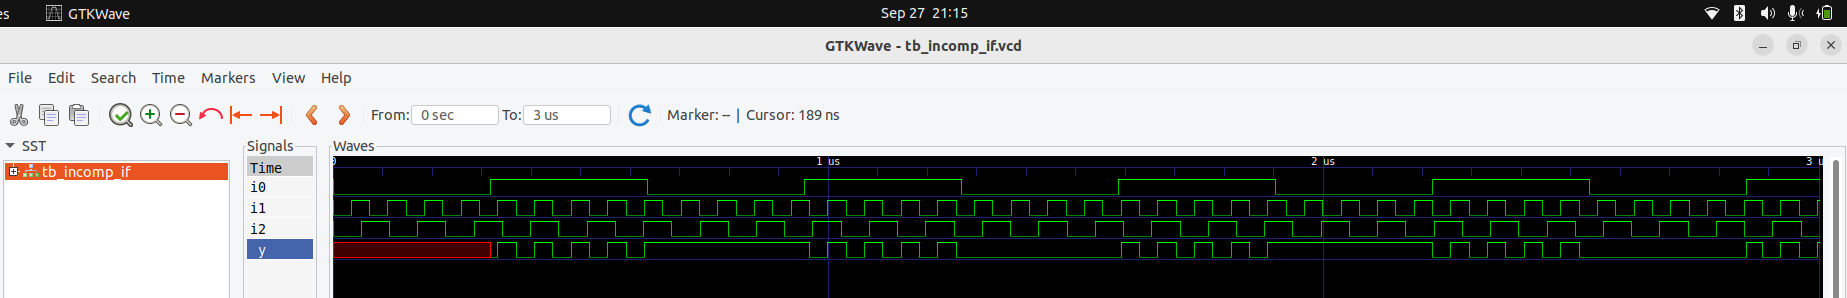 es GTKWave Sep 27 21:15
GTKWave - tb_incomp_if.vcd
File Edit Search Time Markers View Help
From: 0 sec To: 3 us Marker: -- | Cursor: 189 ns
SST Signals Waves
tb_incomp_if
Time
0 1 us 2 us 3 u
i0
i1
i2
y